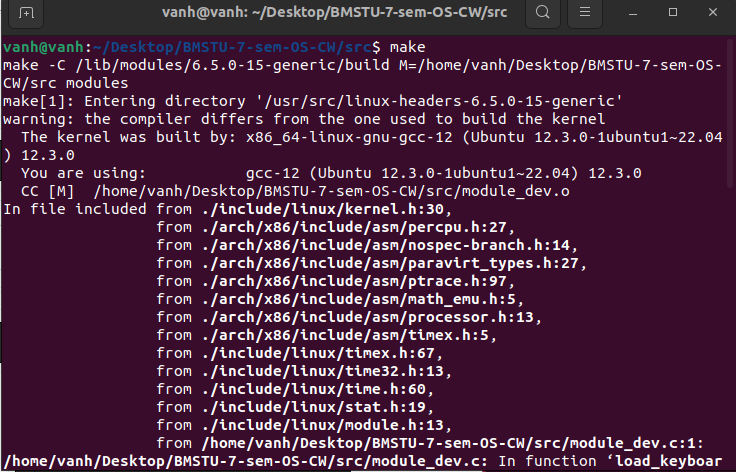 vanh@vanh: ~/Desktop/BMSTU-7-sem-OS-CW/src
vanh@vanh:~/Desktop/BMSTU-7-sem-OS-CW/src$ make
make -C /lib/modules/6.5.0-15-generic/build M=/home/vanh/Desktop/BMSTU-7-sem-OS-
CW/src modules
make[1]: Entering directory '/usr/src/linux-headers-6.5.0-15-generic'
warning: the compiler differs from the one used to build the kernel
  The kernel was built by: x86_64-linux-gnu-gcc-12 (Ubuntu 12.3.0-1ubuntu1~22.04
) 12.3.0
  You are using:           gcc-12 (Ubuntu 12.3.0-1ubuntu1~22.04) 12.3.0
  CC [M]  /home/vanh/Desktop/BMSTU-7-sem-OS-CW/src/module_dev.o
In file included from ./include/linux/kernel.h:30,
                 from ./arch/x86/include/asm/percpu.h:27,
                 from ./arch/x86/include/asm/nospec-branch.h:14,
                 from ./arch/x86/include/asm/paravirt_types.h:27,
                 from ./arch/x86/include/asm/ptrace.h:97,
                 from ./arch/x86/include/asm/math_emu.h:5,
                 from ./arch/x86/include/asm/processor.h:13,
                 from ./arch/x86/include/asm/timex.h:5,
                 from ./include/linux/timex.h:67,
                 from ./include/linux/time32.h:13,
                 from ./include/linux/time.h:60,
                 from ./include/linux/stat.h:19,
                 from ./include/linux/module.h:13,
                 from /home/vanh/Desktop/BMSTU-7-sem-OS-CW/src/module_dev.c:1:
/home/vanh/Desktop/BMSTU-7-sem-OS-CW/src/module_dev.c: In function ‘load_keyboar